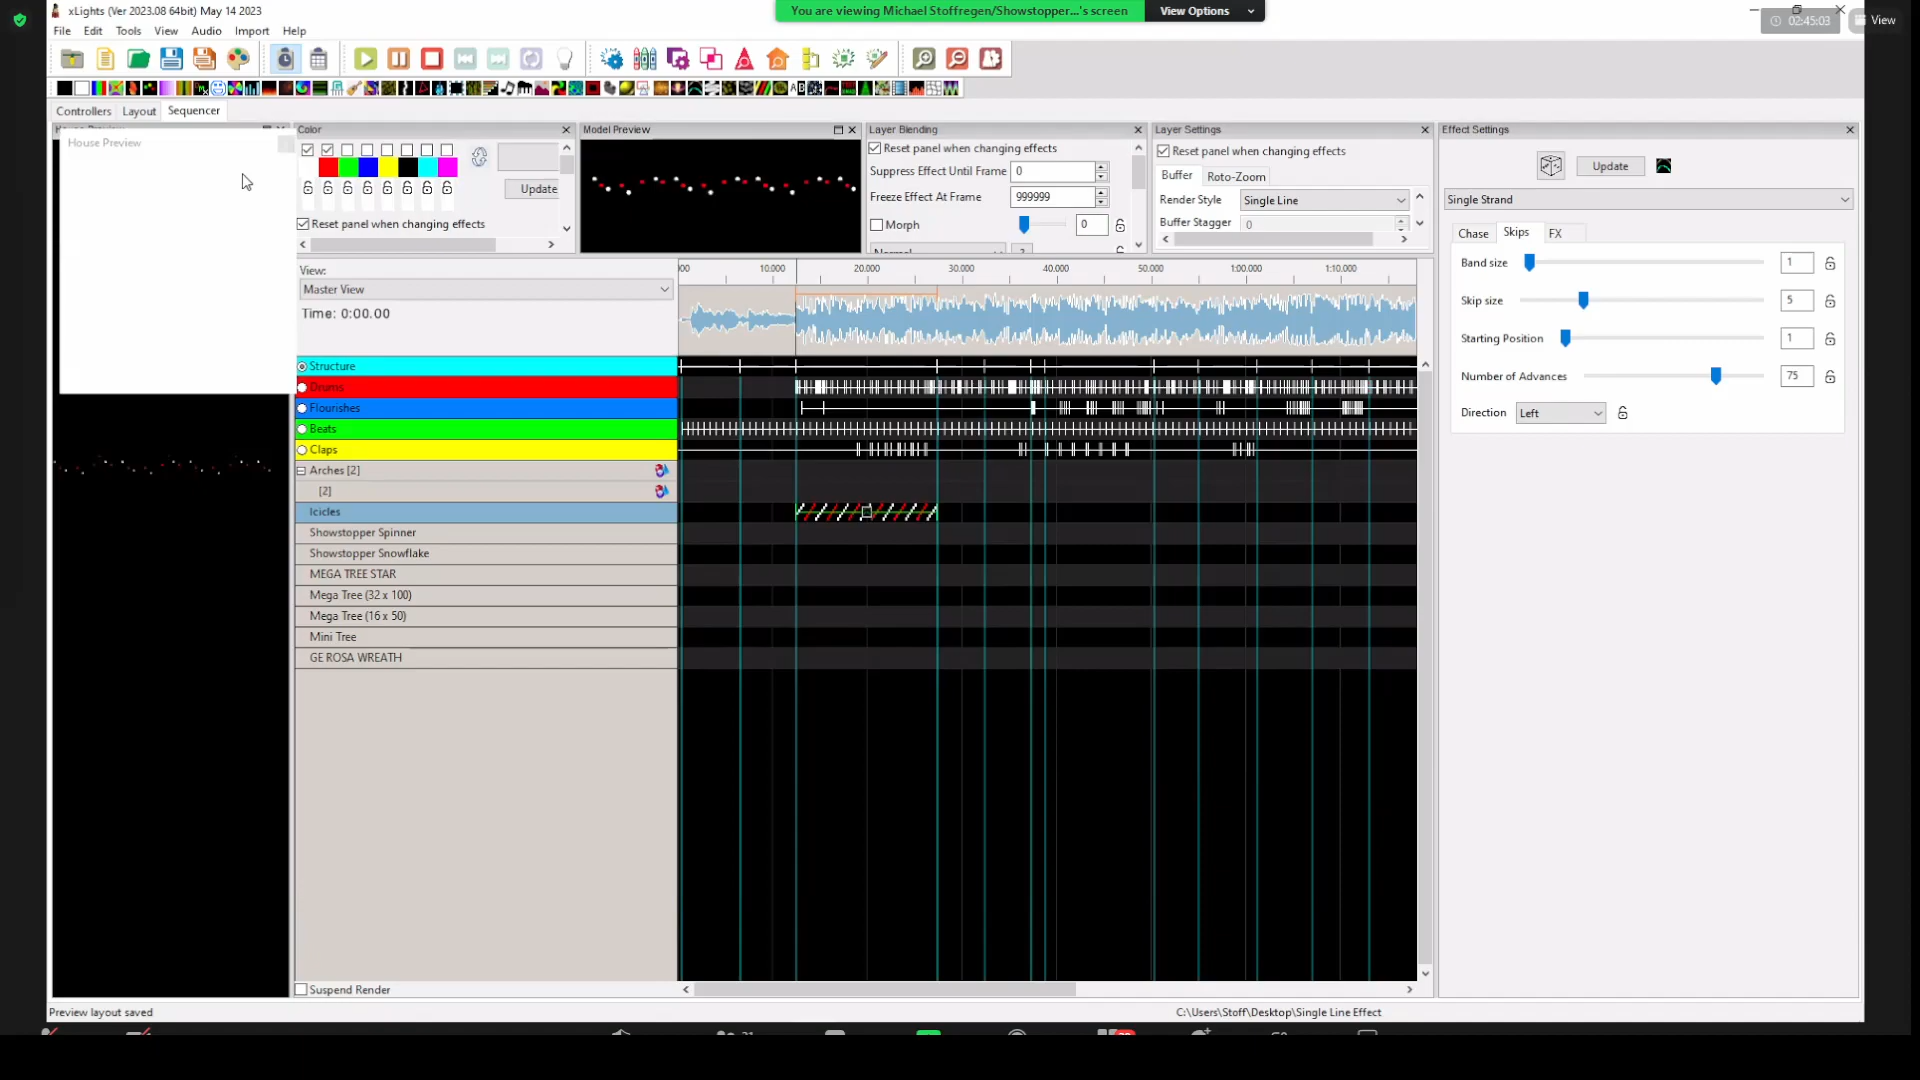 xLights (Ver 2023.08 64bit) May 14 2023
You are viewing Michael Stoffregen/Showstopper...'s screen
View Options
02:45:03
View
File Edit Tools View Audio Import Help
Controllers Layout Sequencer
House Preview
Color
Model Preview
Layer Blending
Layer Settings
Effect Settings
Update
Reset panel when changing effects
Reset panel when changing effects
Suppress Effect Until Frame 0
Freeze Effect At Frame 999999
Morph 0
Reset panel when changing effects
Buffer Roto-Zoom
Render Style Single Line
Buffer Stagger 0
Update
Single Strand
Chase Skips FX
Band size 1
Skip size 5
Starting Position 1
Number of Advances 75
Direction Left
View:
Master View
Time: 0:00.00
10.000 20.000 30.000 40.000 50.000 1:00.000 1:10.000
Structure
Drums
Flourishes
Beats
Claps
Arches [2]
[2]
Icicles
Showstopper Spinner
Showstopper Snowflake
MEGA TREE STAR
Mega Tree (32 x 100)
Mega Tree (16 x 50)
Mini Tree
GE ROSA WREATH
Suspend Render
Preview layout saved
C:\Users\Stoff\Desktop\Single Line Effect